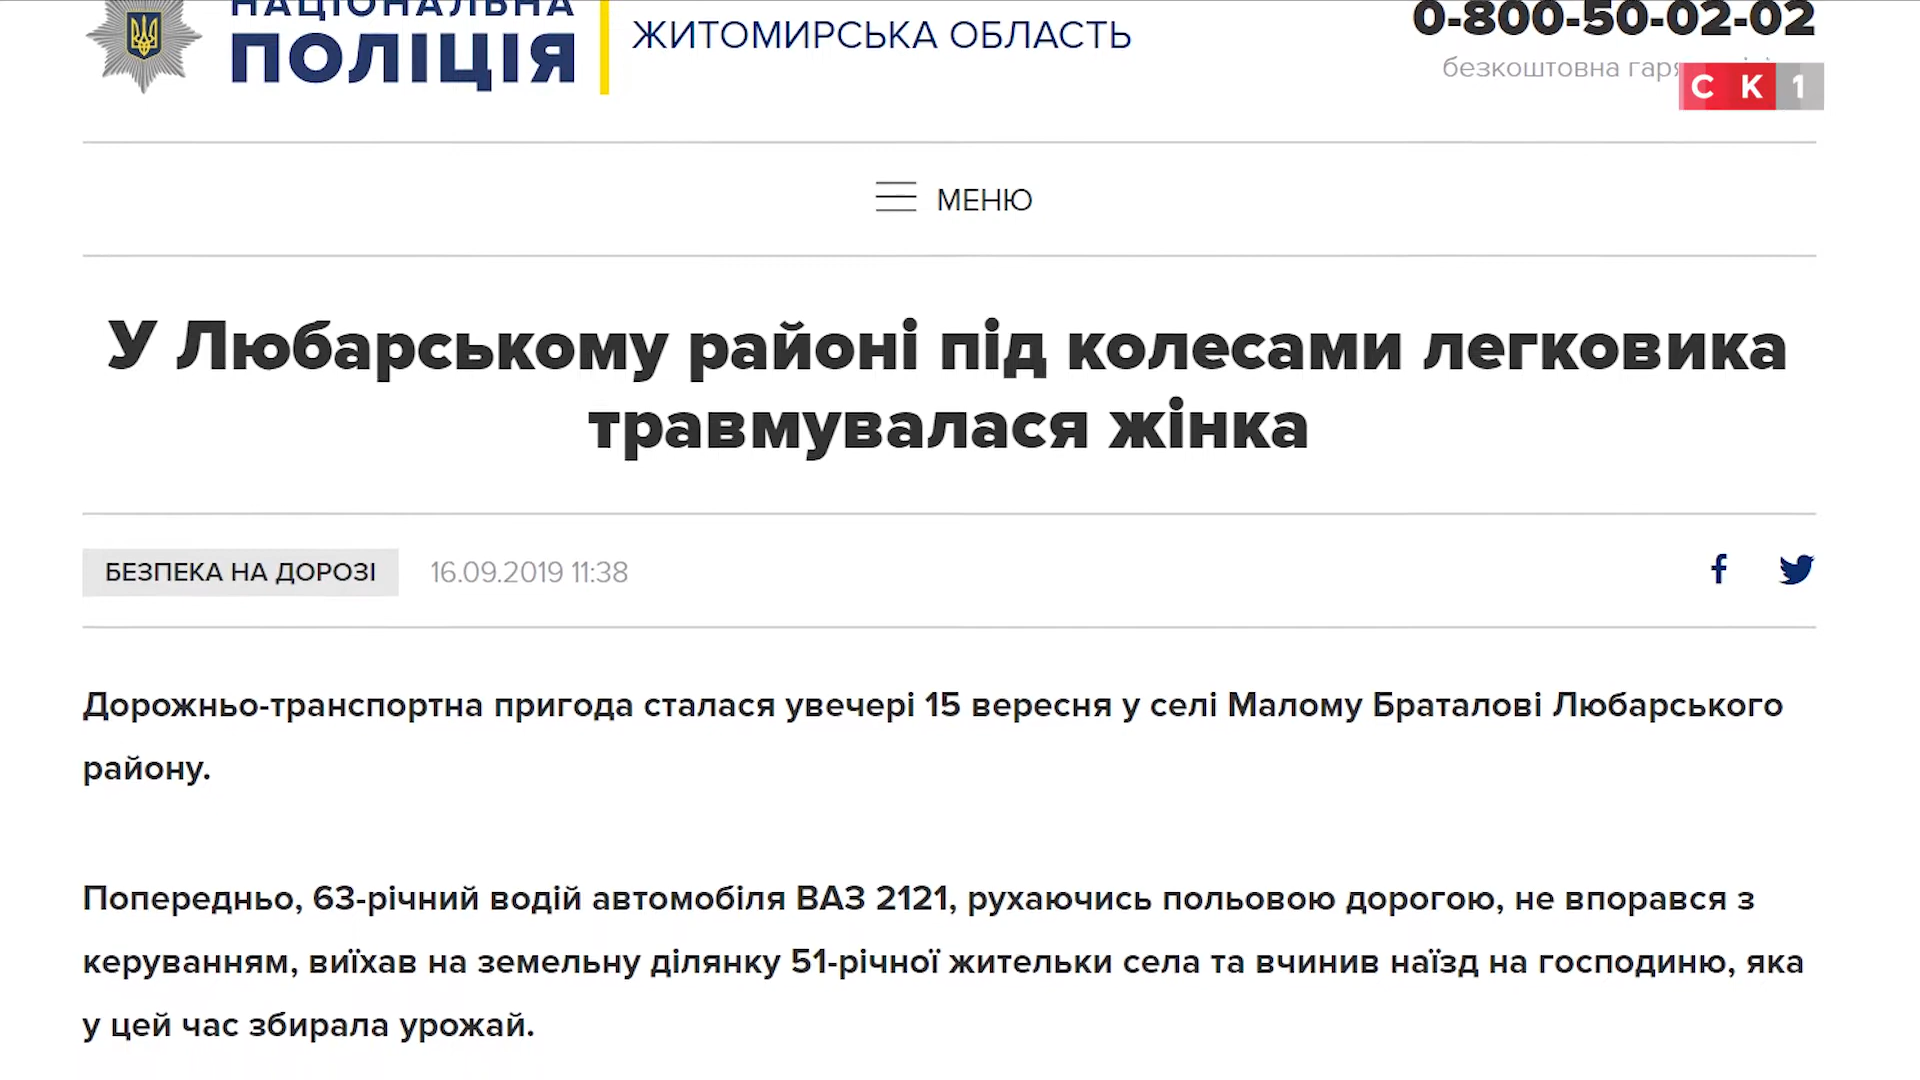 НАЦІОНАЛЬНА
ПОЛІЦІЯ
ЖИТОМИРСЬКА ОБЛАСТЬ
0-800-50-02-02
безкоштовна
СК1
МЕНЮ
У Любарському районі під колесами легковика
травмувалася жінка
БЕЗПЕКА НА ДОРОЗІ 16.09.2019 11:38
Дорожньо-транспортна пригода сталася увечері 15 вересня у селі Малому Браталові Любарського
району.
Попередньо, 63-річний водій автомобіля ВАЗ 2121, рухаючись польовою дорогою, не впорався з
керуванням, виїхав на земельну ділянку 51-річної жительки села та вчинив наїзд на господиню, яка
у цей час збирала урожай.